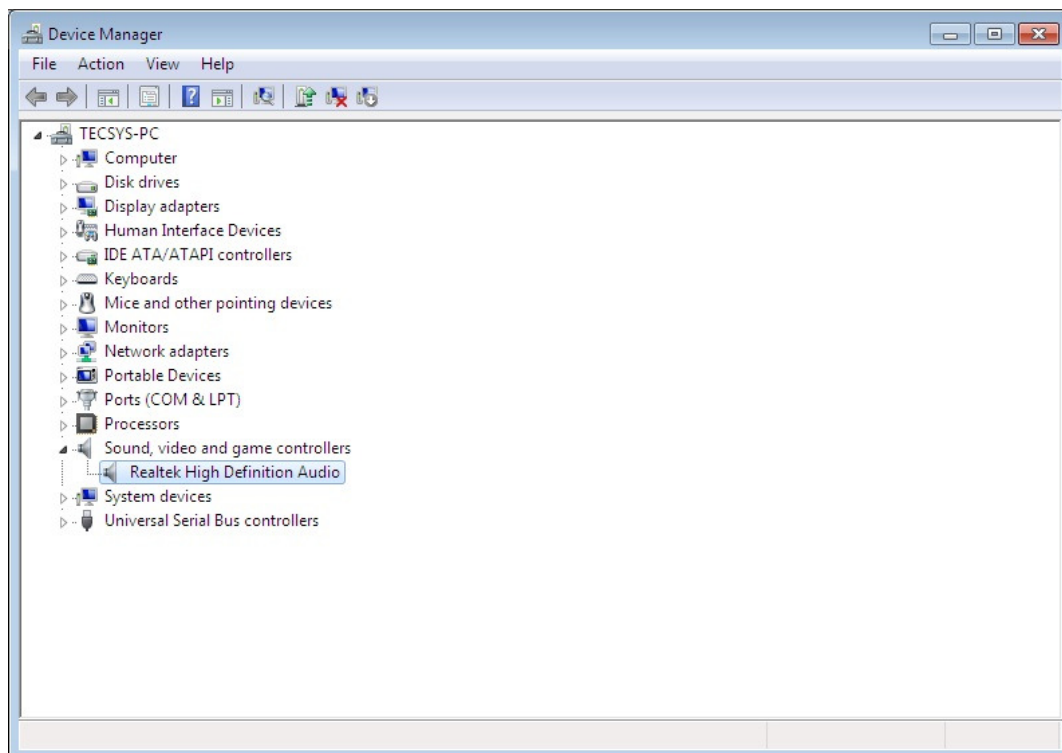 Device Manager
File Action View Help
TECSYS-PC
Computer
Disk drives
Display adapters
Human Interface Devices
IDE ATA/ATAPI controllers
Keyboards
Mice and other pointing devices
Monitors
Network adapters
Portable Devices
Ports (COM & LPT)
Processors
Sound, video and game controllers
Realtek High Definition Audio
System devices
Universal Serial Bus controllers